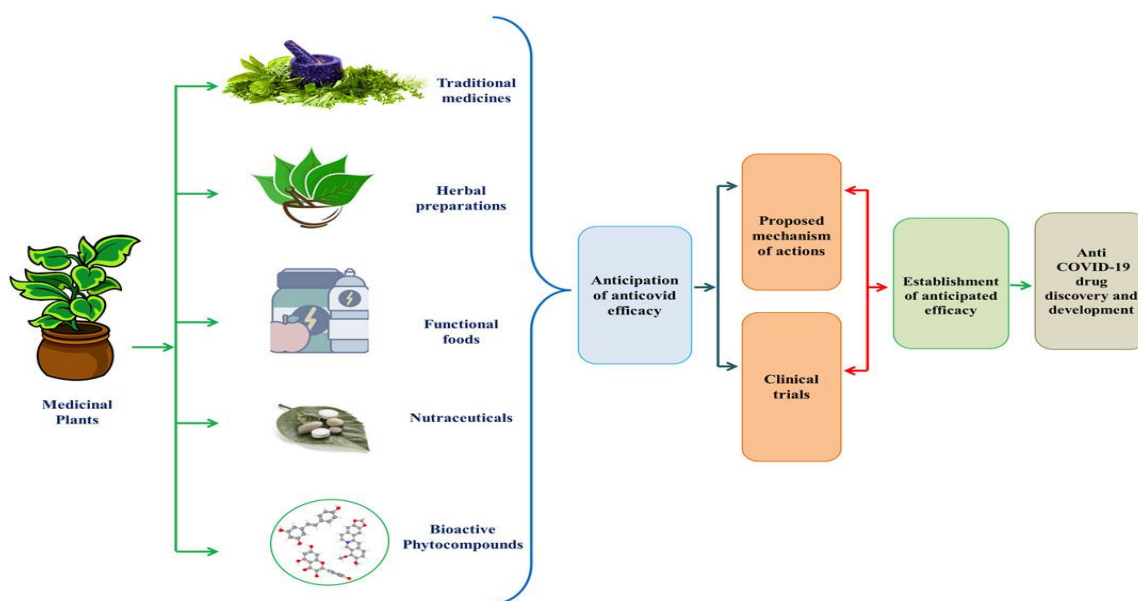 Medicinal
Plants
Traditional
medicines
Herbal
preparations
Functional
foods
Nutraceuticals
Bioactive
Phytocompounds
Anticipation
of anticovid
efficacy
Proposed
mechanism
of actions
Clinical
trials
Establishment
of anticipated
efficacy
Anti
COVID-19
drug
discovery and
development